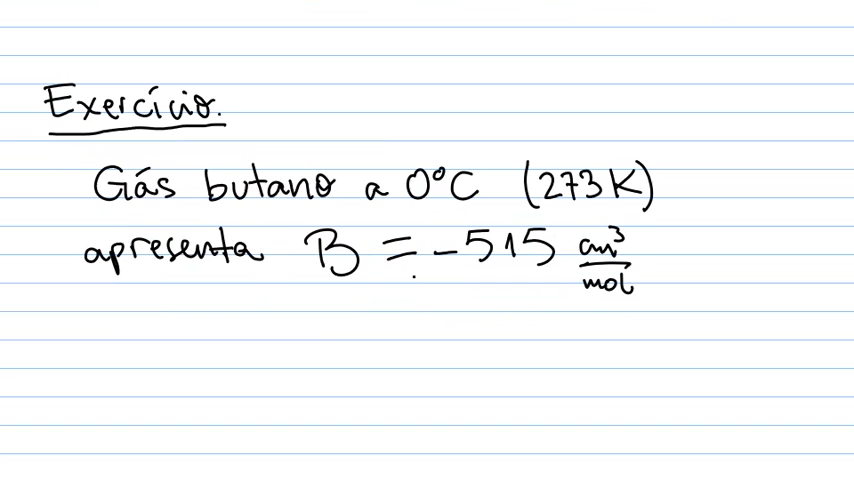 Exercício.
Gás butano a 0°C (273K)
apresenta B = -515 cm³/mol